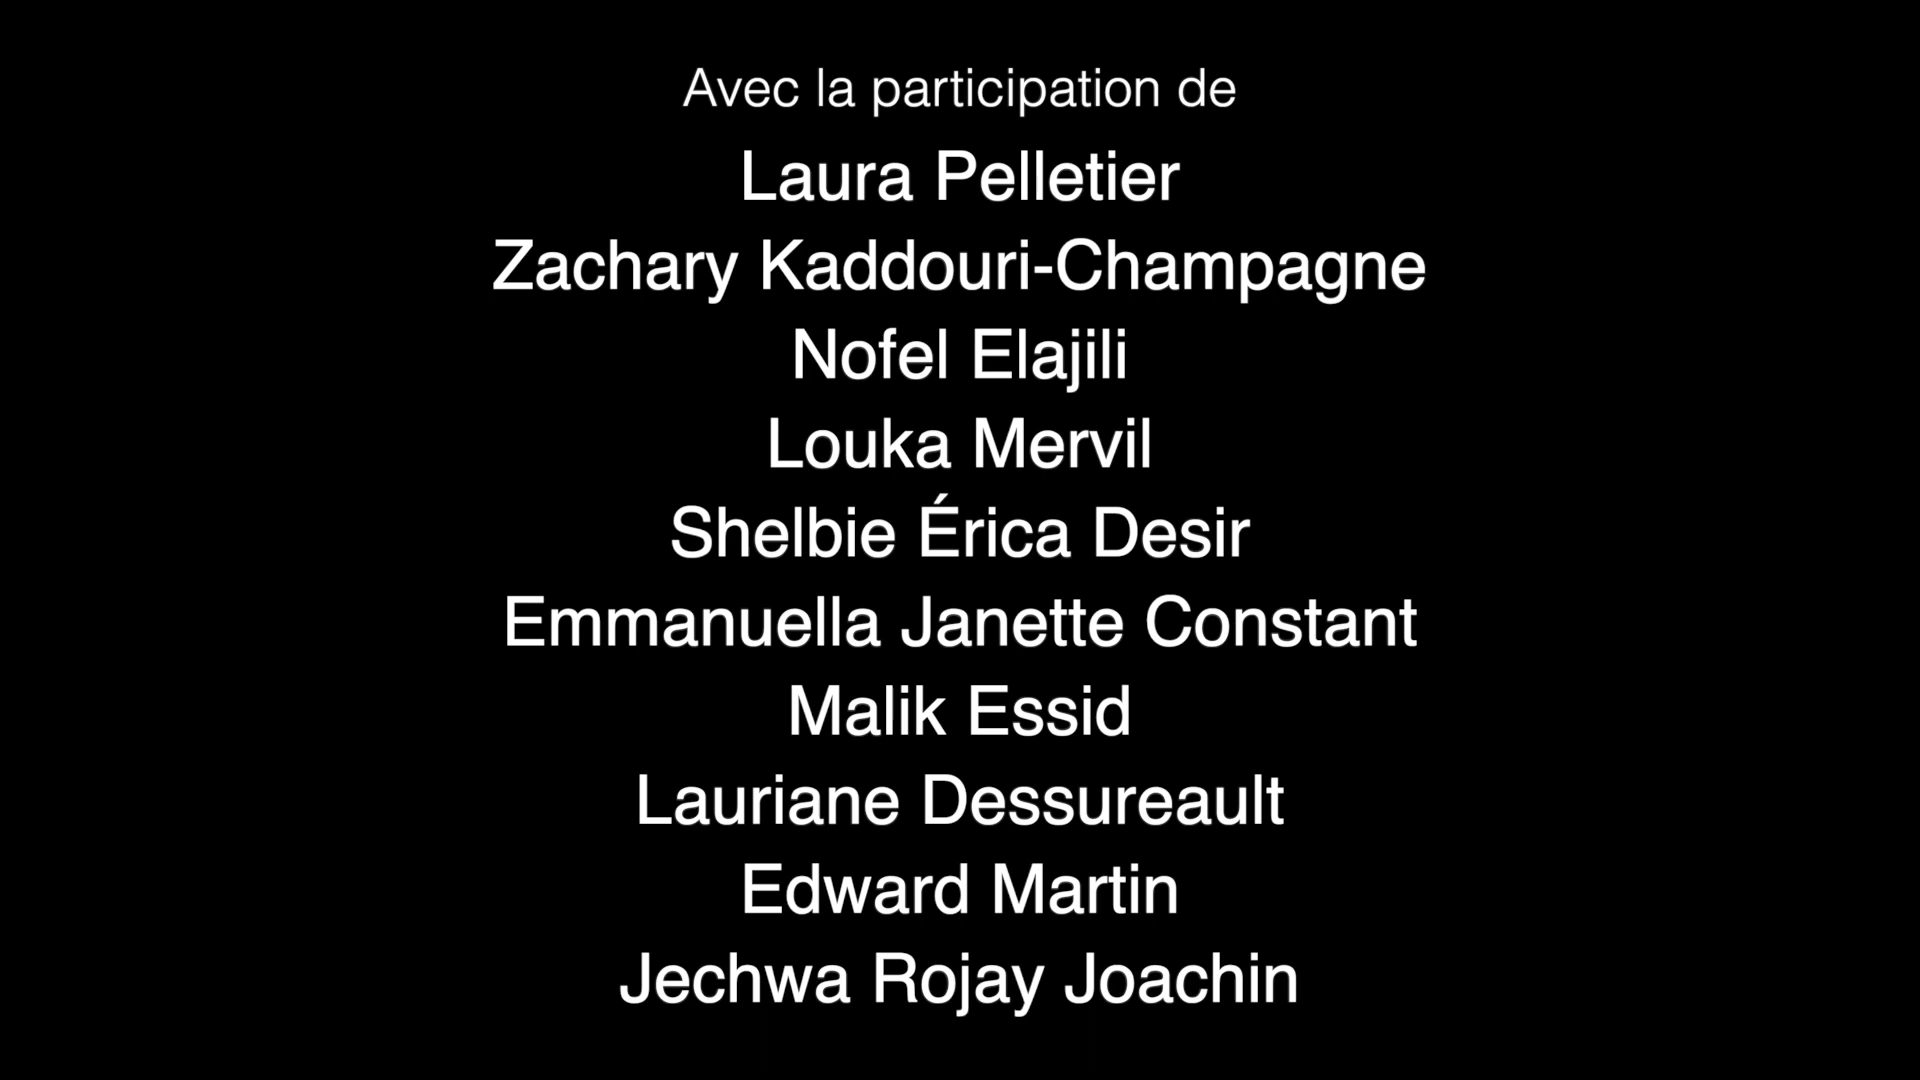 Avec la participation de
Laura Pelletier
Zachary Kaddouri-Champagne
Nofel Elajili
Louka Mervil
Shelbie Érica Desir
Emmanuella Janette Constant
Malik Essid
Lauriane Dessureault
Edward Martin
Jechwa Rojay Joachin